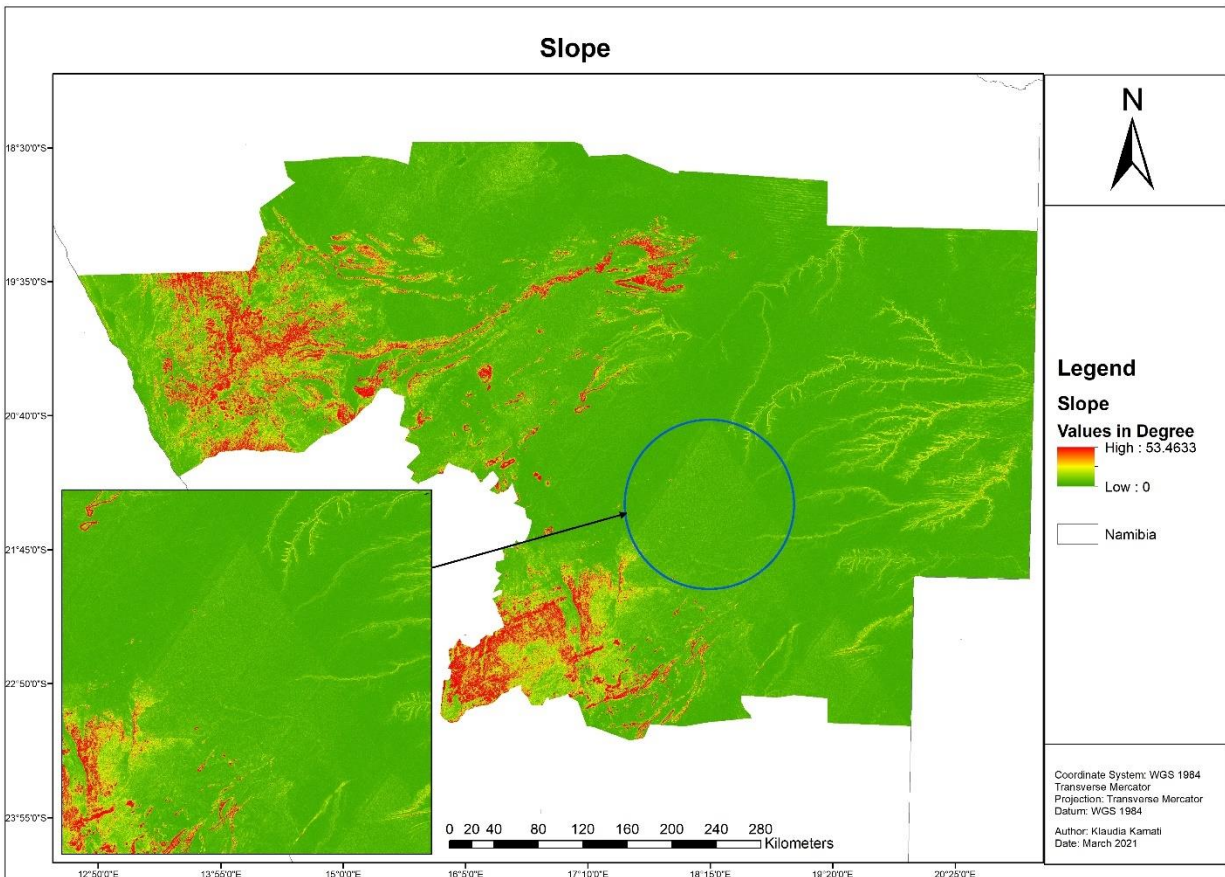 Slope
N
18°30'0"S
19°35'0"S
20°40'0"S
21°45'0"S
22°50'0"S
23°55'0"S
12°50'0"E
13°55'0"E
15°0'0"E
16°5'0"E
17°10'0"E
18°15'0"E
19°20'0"E
20°25'0"E
0 20 40 80 120 160 200 240 280
Kilometers
Legend
Slope
Values in Degree
High : 53.4633
Low : 0
Namibia
Coordinate System: WGS 1984
Transverse Mercator
Projection: Transverse Mercator
Datum: WGS 1984
Author: Klaudia Kamati
Date: March 2021